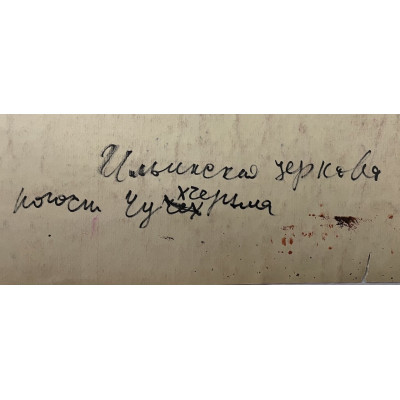 Ильинская церковь
погост Чухчерьма